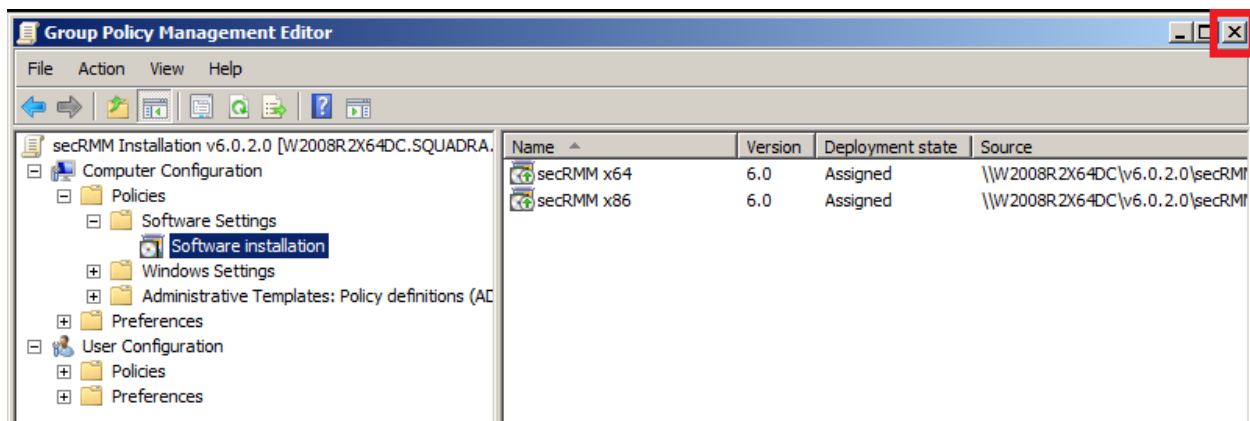 Group Policy Management Editor
File Action View Help
secRMM Installation v6.0.2.0 [W2008R2X64DC.SQUADRA.
Computer Configuration
Policies
Software Settings
Software installation
Windows Settings
Administrative Templates: Policy definitions (AD
Preferences
User Configuration
Policies
Preferences
Name Version Deployment state Source
secRMM x64 6.0 Assigned \\W2008R2X64DC\v6.0.2.0\secRM
secRMM x86 6.0 Assigned \\W2008R2X64DC\v6.0.2.0\secRM